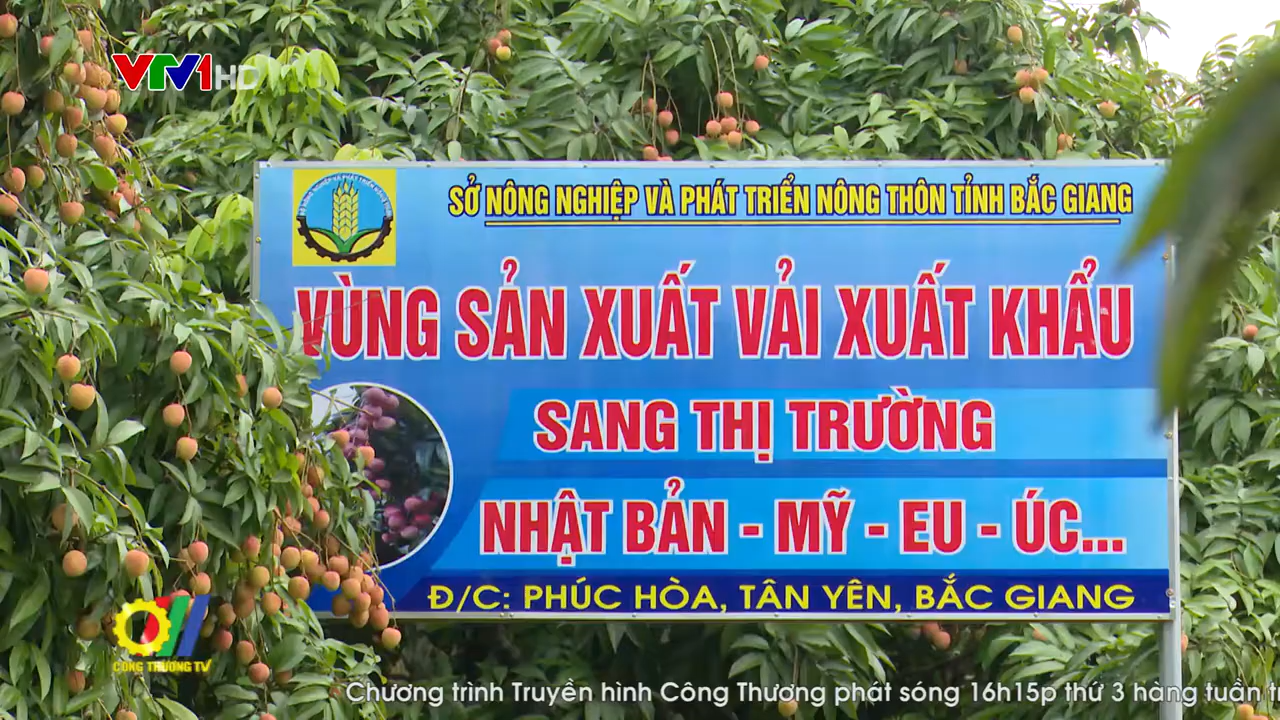 VTV1 HD
SỞ NÔNG NGHIỆP VÀ PHÁT TRIỂN NÔNG THÔN TỈNH BẮC GIANG
VÙNG SẢN XUẤT VẢI XUẤT KHẨU
SANG THỊ TRƯỜNG
NHẬT BẢN - MỸ - EU - ÚC...
Đ/C: PHÚC HÒA, TÂN YÊN, BẮC GIANG
CÔNG THƯƠNG TV
Chương trình Truyền hình Công Thương phát sóng 16h15p thứ 3 hàng tuần